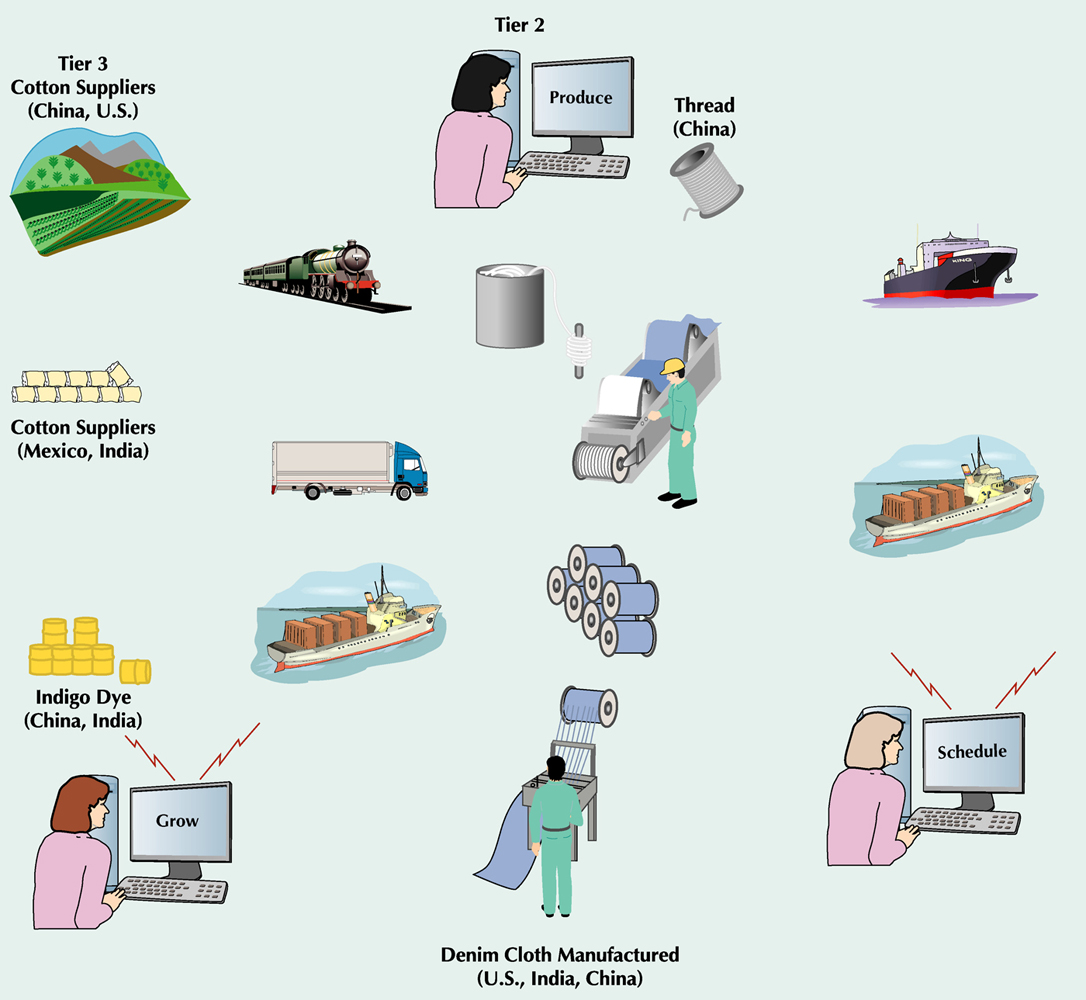 Tier 2
Tier 3
Cotton Suppliers
(China, U.S.)
Produce
Thread
(China)
KING
Cotton Suppliers
(Mexico, India)
Indigo Dye
(China, India)
Grow
Schedule
Denim Cloth Manufactured
(U.S., India, China)